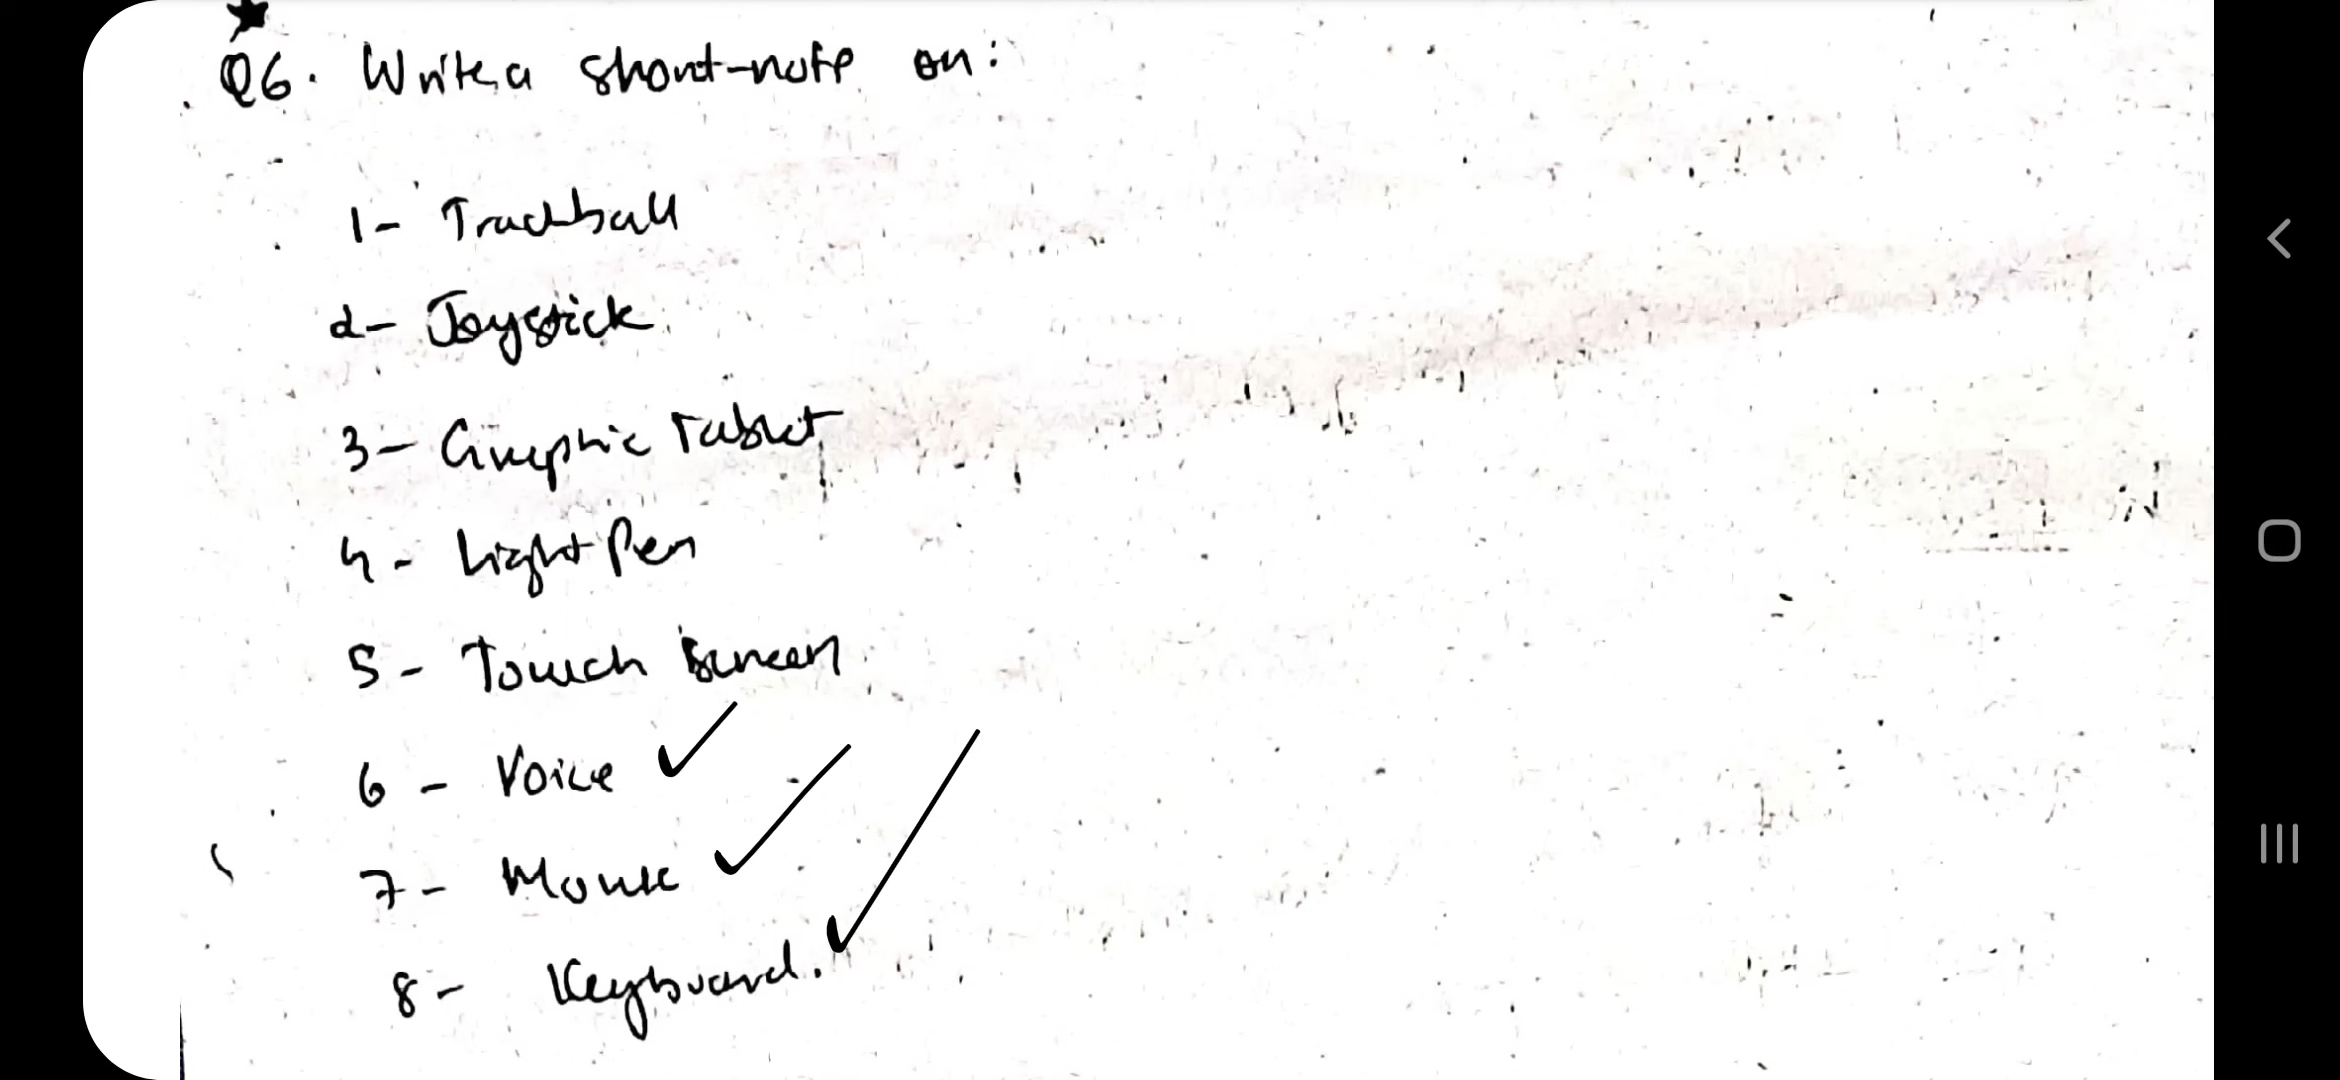 Q6. Write a short-note on:
1- Trackball
2- Joystick
3- Graphic Tablet
4- Light Pen
5- Touch Screen
6- Voice
7- Mouse
8- Keyboard.